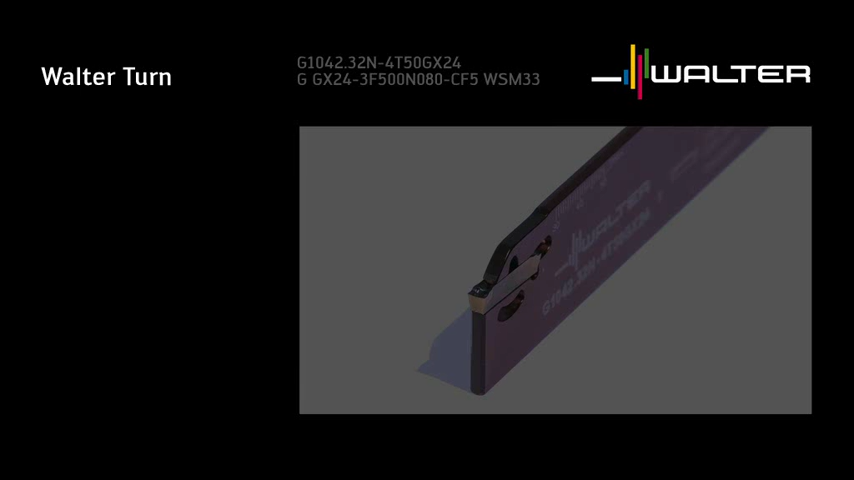 Walter Turn
G1042.32N-4T50GX24
G GX24-3F500N080-CF5 WSM33
WALTER
WALTER
G1042.32N-4T50GX24